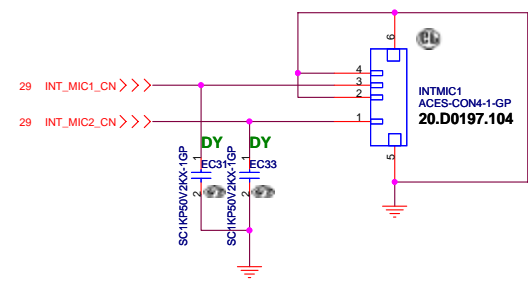 6
4
3
2
1
5
INTMIC1
ACES-CON4-1-GP
20.D0197.104
29 INT_MIC1_CN
29 INT_MIC2_CN
DY
DY
1
EC31
2
SC1KP50V2KX-1GP
1
EC33
2
SC1KP50V2KX-1GP